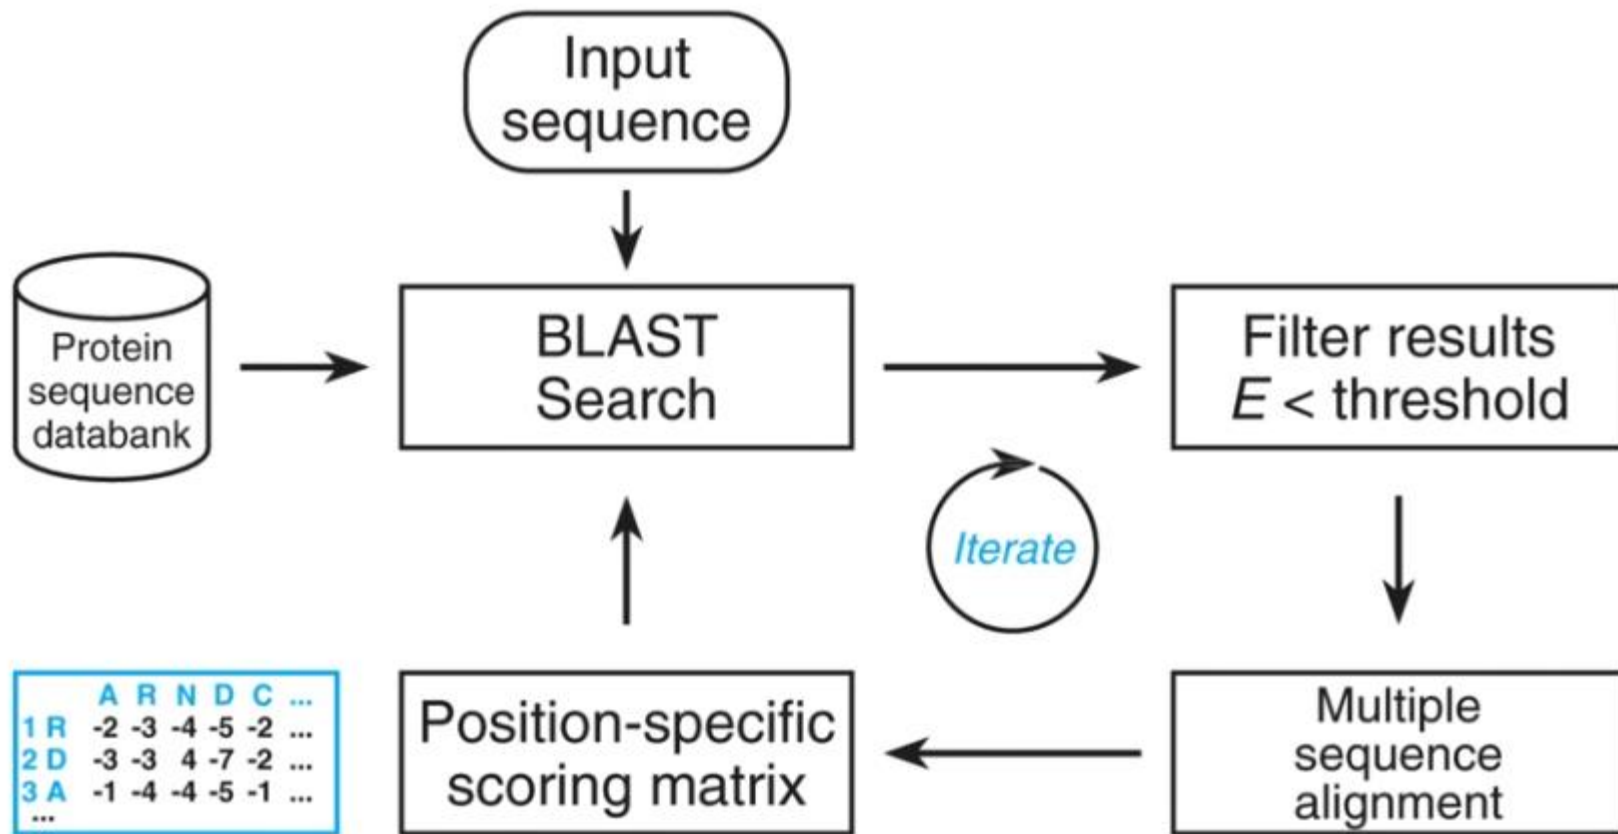 Input
sequence
Protein
sequence
databank
BLAST
Search
Filter results
E < threshold
Iterate
A R N D C ...
1 R -2 -3 -4 -5 -2 ...
2 D -3 -3 4 -7 -2 ...
3 A -1 -4 -4 -5 -1 ...
...
Position-specific
scoring matrix
Multiple
sequence
alignment